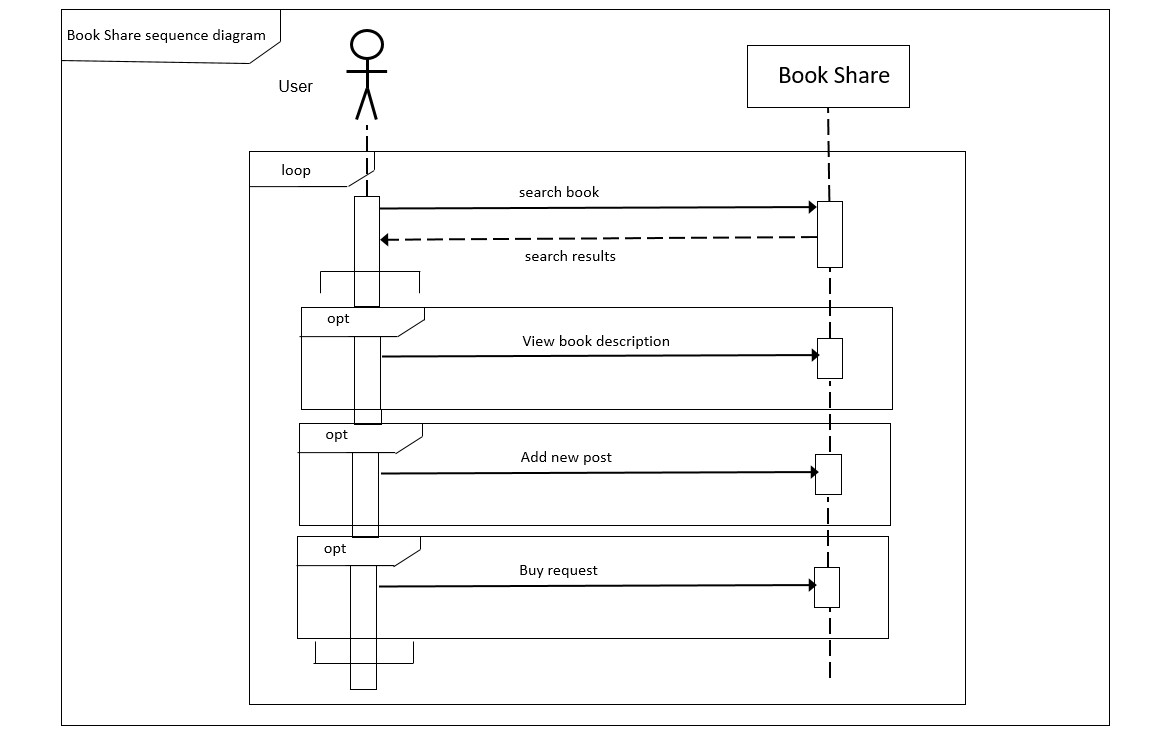 Book Share sequence diagram
User
Book Share
loop
search book
search results
opt
View book description
opt
Add new post
opt
Buy request